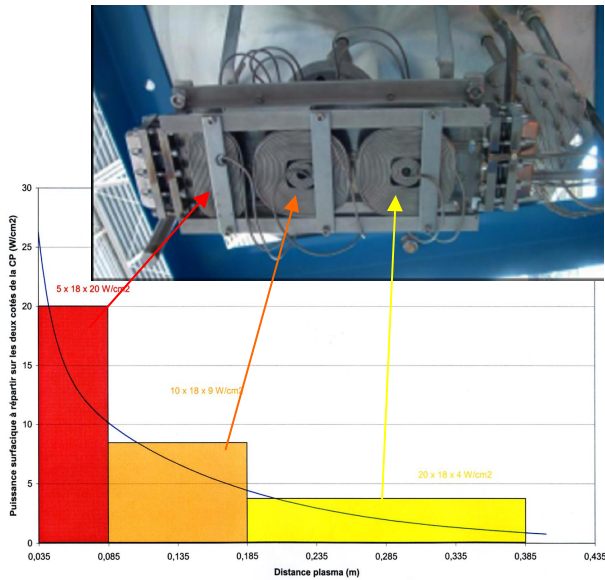 Puissance surfacique à répartir sur les deux cotés de la CP (W/cm2)
30
25
20
15
10
5
0
5 x 18 x 20 W/cm2
10 x 18 x 9 W/cm2
20 x 18 x 4 W/cm2
0,035 0,085 0,135 0,185 0,235 0,285 0,335 0,385 0,435
Distance plasma (m)